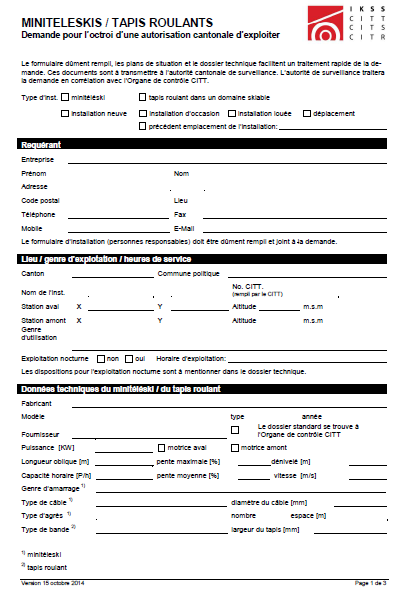 MINITELESKIS / TAPIS ROULANTS
Demande pour l'octroi d'une autorisation cantonale d'exploiter
I K S S
C I T T
C I T S
C I T R
Le formulaire dûment rempli, les plans de situation et le dossier technique facilitent un traitement rapide de la de-
mande. Ces documents sont à transmettre à l'autorité cantonale de surveillance. L'autorité de surveillance traitera
la demande en corrélation avec l'Organe de contrôle CITT.
Type d'inst. minitéléski tapis roulant dans un domaine skiable
installation neuve installation d'occasion installation louée déplacement
précédent emplacement de l'installation:
Requérant
Entreprise
Prénom Nom
Adresse
Code postal Lieu
Téléphone Fax
Mobile E-Mail
Le formulaire d'installation (personnes responsables) doit être dûment rempli et joint à la demande.
Lieu / genre d'exploitation / heures de service
Canton Commune politique
Nom de l'inst. No. CITT.
(rempli par le CITT)
Station aval X Y Altitude m.s.m
Station amont X Y Altitude m.s.m
Genre
d'utilisation
Exploitation nocturne non oui Horaire d'exploitation:
Les dispositions pour l'exploitation nocturne sont à mentionner dans le dossier technique.
Données techniques du minitéléski / du tapis roulant
Fabricant
Modèle type année
Fournisseur Le dossier standard se trouve à
l'Organe de contrôle CITT
Puissance [KW] motrice aval motrice amont
Longueur oblique [m] pente maximale [%] dénivelé [m]
Capacité horaire [P/h] pente moyenne [%] vitesse [m/s]
Genre d'amarrage 1)
Type de câble 1) diamètre du câble [mm]
Type d'agrès 1) nombre espace [m]
Type de bande 2) largeur du tapis [mm]
1) minitéleski
2) tapis roulant
Version 15 octobre 2014 Page 1 de 3